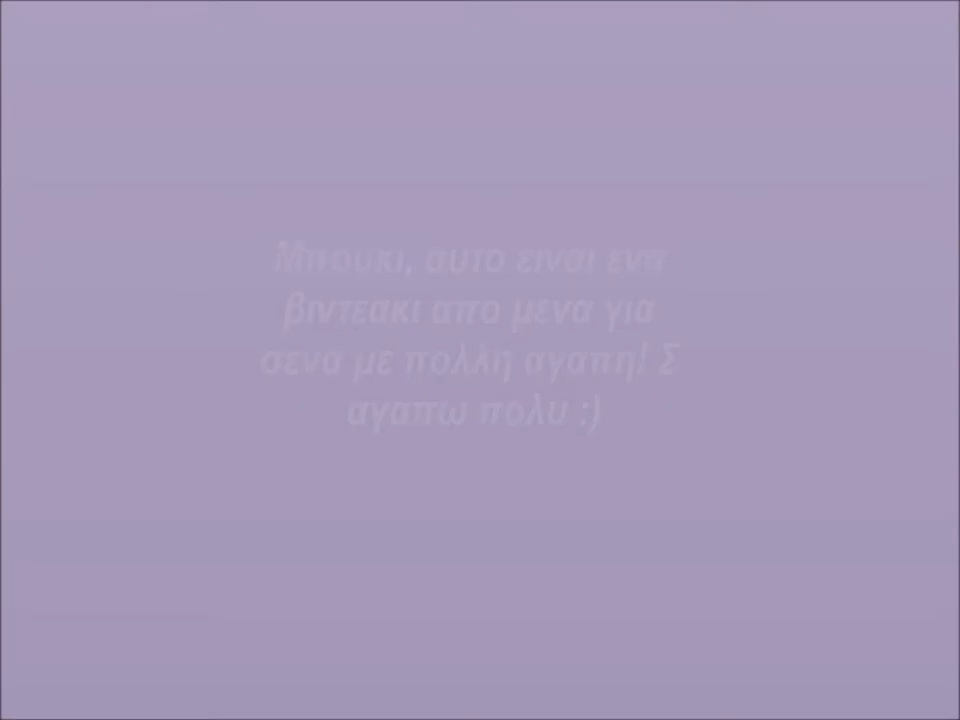 Μπουκι, αυτο ειναι ενα
βιντεακι απο μενα για
σενα με πολλη αγαπη! Σ
αγαπω πολυ :)